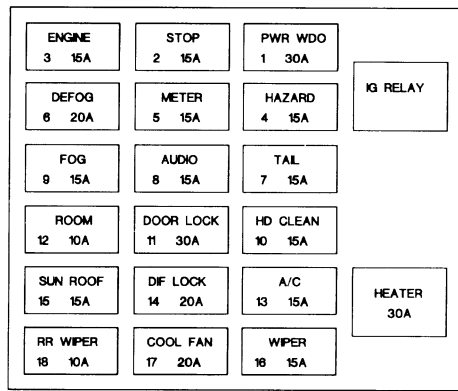 ENGINE STOP PWR WDO
3 15A 2 15A 1 30A
IG RELAY
DEFOG METER HAZARD
6 20A 5 15A 4 15A
FOG AUDIO TAIL
9 15A 8 15A 7 15A
ROOM DOOR LOCK HD CLEAN
12 10A 11 30A 10 15A
SUN ROOF DIF LOCK A/C
15 15A 14 20A 13 15A
HEATER
30A
RR WIPER COOL FAN WIPER
18 10A 17 20A 16 15A